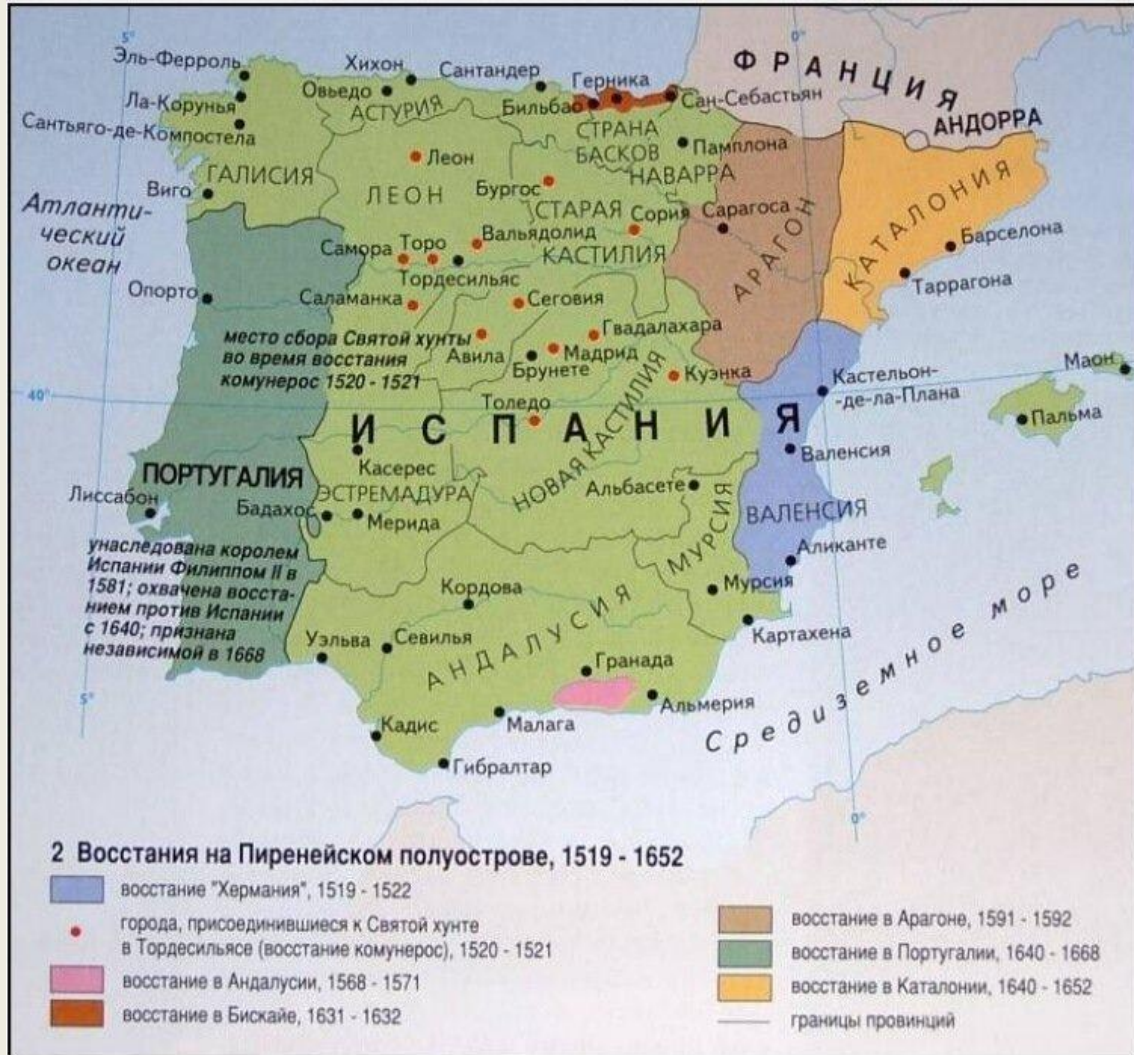 5°
0°
Эль-Ферроль
Хихон
Сантандер
Герника
ФРАНЦИЯ
Овьедо
Ла-Корунья
АСТУРИЯ
Бильбао
Сан-Себастьян
Сантьяго-де-Компостела
СТРАНА
БАСКОВ
АНДОРРА
Памплона
Леон
ГАЛИСИЯ
НАВАРРА
Виго
ЛЕОН
Бургос
Атланти-
ческий
океан
СТАРАЯ
КАСТИЛИЯ
Сория
Сарагоса
АРАГОН
КАТАЛОНИЯ
Самора
Торо
Вальядолид
Барселона
Тордесильяс
Таррагона
Опорто
Саламанка
Сеговия
место сбора Святой хунты
во время восстания
комунерос 1520 - 1521
Гвадалахара
Авила
Мадрид
Брунете
Куэнка
Маон
40°
Кастельон-
-де-ла-Плана
Толедо
Пальма
ИСПАНИЯ
НОВАЯ КАСТИЛИЯ
Касерес
Валенсия
ПОРТУГАЛИЯ
Лиссабон
ЭСТРЕМАДУРА
Альбасете
Бадахос
Мерида
ВАЛЕНСИЯ
МУРСИЯ
унаследована королем
Испании Филиппом II в
1581; охвачена восста-
нием против Испании
с 1640; признана
независимой в 1668
Аликанте
Кордова
Мурсия
Уэльва
Севилья
АНДАЛУСИЯ
Картахена
Гранада
Средиземное море
5°
Альмерия
Кадис
Малага
Гибралтар
0°
2 Восстания на Пиренейском полуострове, 1519 - 1652
восстание "Хермания", 1519 - 1522
города, присоединившиеся к Святой хунте
в Тордесильясе (восстание комунерос), 1520 - 1521
восстание в Андалусии, 1568 - 1571
восстание в Бискайе, 1631 - 1632
восстание в Арагоне, 1591 - 1592
восстание в Португалии, 1640 - 1668
восстание в Каталонии, 1640 - 1652
границы провинций